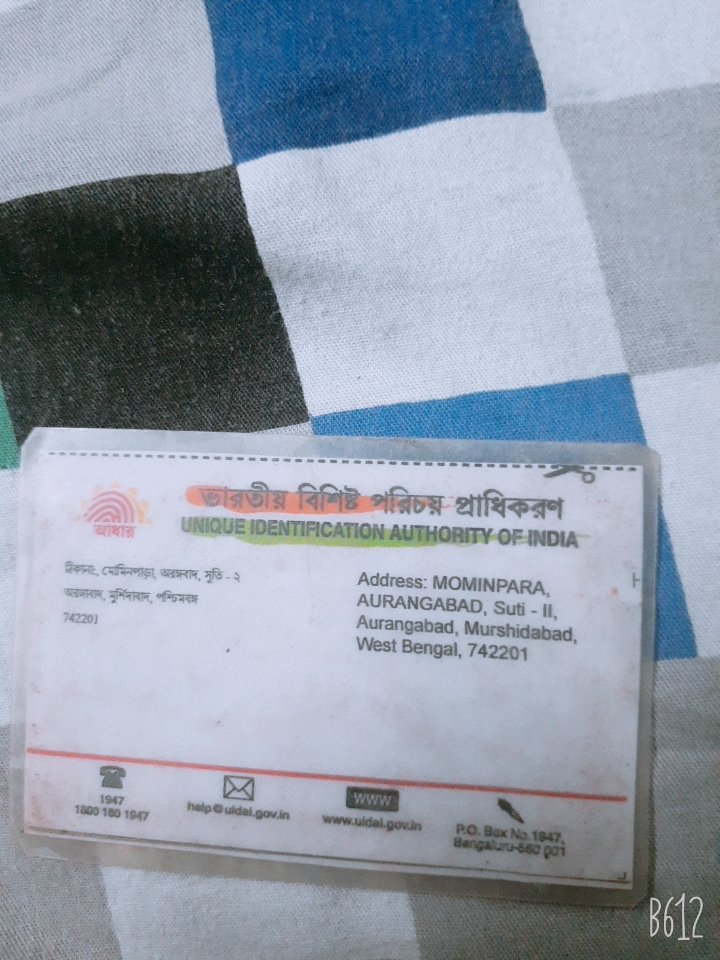 ভারতীয় বিশিষ্ট পরিচয় প্রাধিকরণ
UNIQUE IDENTIFICATION AUTHORITY OF INDIA
আধার
ঠিকানা:, মোমিনপাড়া, অরঙ্গবাদ, সুতি - ২
অরঙ্গাবাদ, মুর্শিদাবাদ, পশ্চিমবঙ্গ
742201
Address: MOMINPARA,
AURANGABAD, Suti - II,
Aurangabad, Murshidabad,
West Bengal, 742201
1947
1800 180 1947
help@uidai.gov.in
WWW
www.uidai.gov.in
P.O. Box No.1947,
Bengaluru-560 001
B612